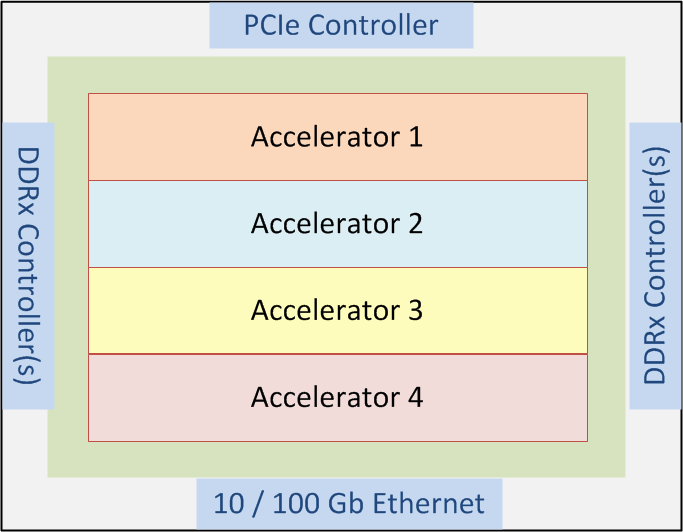 PCIe Controller
DDRx Controller(s)
Accelerator 1
Accelerator 2
Accelerator 3
Accelerator 4
DDRx Controller(s)
10 / 100 Gb Ethernet